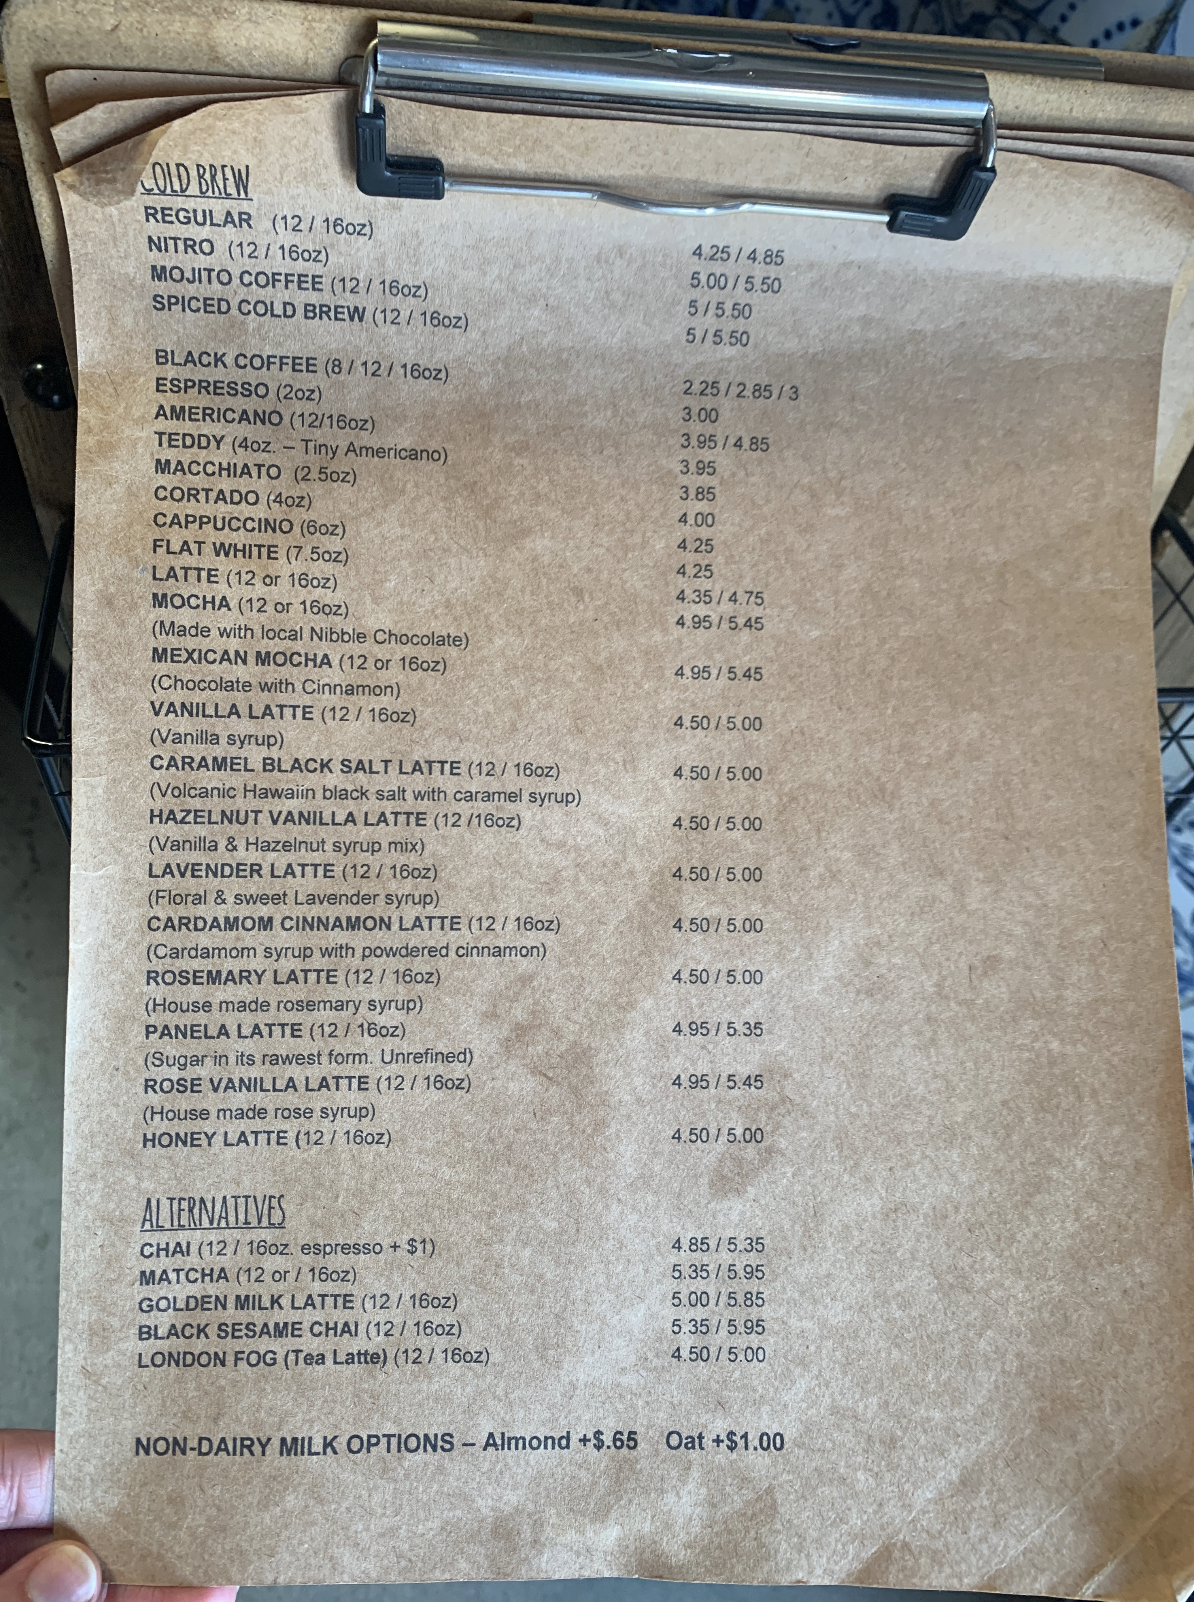 COLD BREW
REGULAR (12 / 16oz) 4.25 / 4.85
NITRO (12 / 16oz) 5.00 / 5.50
MOJITO COFFEE (12 / 16oz) 5 / 5.50
SPICED COLD BREW (12 / 16oz) 5 / 5.50
BLACK COFFEE (8 / 12 / 16oz) 2.25 / 2.85 / 3
ESPRESSO (2oz) 3.00
AMERICANO (12/16oz) 3.95 / 4.85
TEDDY (4oz. – Tiny Americano) 3.95
MACCHIATO (2.5oz) 3.85
CORTADO (4oz) 4.00
CAPPUCCINO (6oz) 4.25
FLAT WHITE (7.5oz) 4.25
LATTE (12 or 16oz) 4.35 / 4.75
MOCHA (12 or 16oz) 4.95 / 5.45
(Made with local Nibble Chocolate)
MEXICAN MOCHA (12 or 16oz) 4.95 / 5.45
(Chocolate with Cinnamon)
VANILLA LATTE (12 / 16oz) 4.50 / 5.00
(Vanilla syrup)
CARAMEL BLACK SALT LATTE (12 / 16oz) 4.50 / 5.00
(Volcanic Hawaiin black salt with caramel syrup)
HAZELNUT VANILLA LATTE (12 /16oz) 4.50 / 5.00
(Vanilla & Hazelnut syrup mix)
LAVENDER LATTE (12 / 16oz) 4.50 / 5.00
(Floral & sweet Lavender syrup)
CARDAMOM CINNAMON LATTE (12 / 16oz) 4.50 / 5.00
(Cardamom syrup with powdered cinnamon)
ROSEMARY LATTE (12 / 16oz) 4.50 / 5.00
(House made rosemary syrup)
PANELA LATTE (12 / 16oz) 4.95 / 5.35
(Sugar in its rawest form. Unrefined)
ROSE VANILLA LATTE (12 / 16oz) 4.95 / 5.45
(House made rose syrup)
HONEY LATTE (12 / 16oz) 4.50 / 5.00
ALTERNATIVES
CHAI (12 / 16oz. espresso + $1) 4.85 / 5.35
MATCHA (12 or / 16oz) 5.35 / 5.95
GOLDEN MILK LATTE (12 / 16oz) 5.00 / 5.85
BLACK SESAME CHAI (12 / 16oz) 5.35 / 5.95
LONDON FOG (Tea Latte) (12 / 16oz) 4.50 / 5.00
NON-DAIRY MILK OPTIONS – Almond +$.65 Oat +$1.00